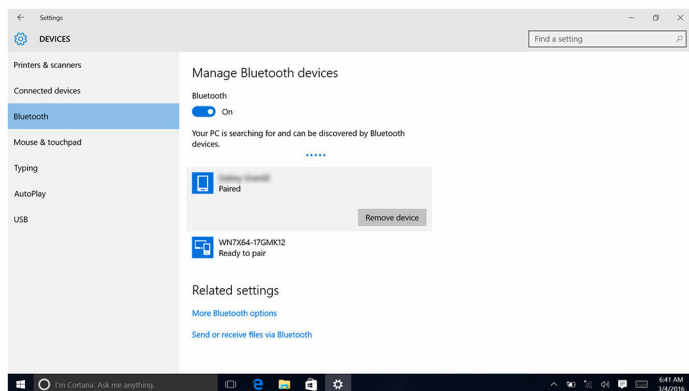 Settings
DEVICES
Find a setting
Printers & scanners
Connected devices
Bluetooth
Mouse & touchpad
Typing
AutoPlay
USB
Manage Bluetooth devices
Bluetooth
On
Your PC is searching for and can be discovered by Bluetooth
devices.
Paired
Remove device
WN7X64-17GMK12
Ready to pair
Related settings
More Bluetooth options
Send or receive files via Bluetooth
I'm Cortana. Ask me anything.
6:41 AM
3/4/2016